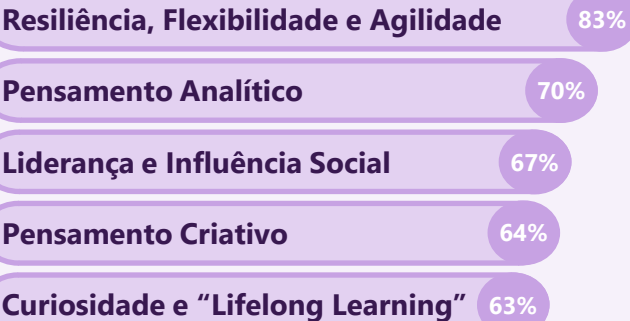 Resiliência, Flexibilidade e Agilidade 83%
Pensamento Analítico 70%
Liderança e Influência Social 67%
Pensamento Criativo 64%
Curiosidade e “Lifelong Learning” 63%